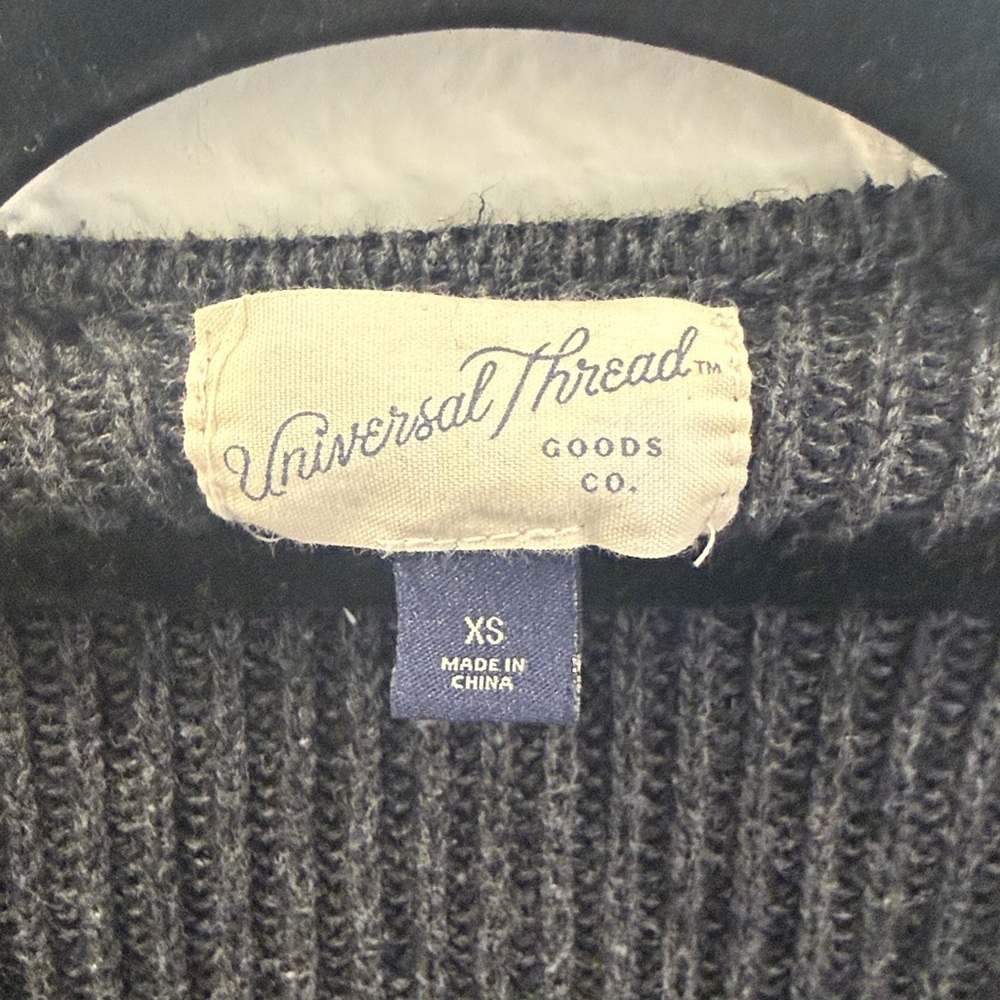 Universal Thread™
GOODS
CO.
XS
MADE IN
CHINA